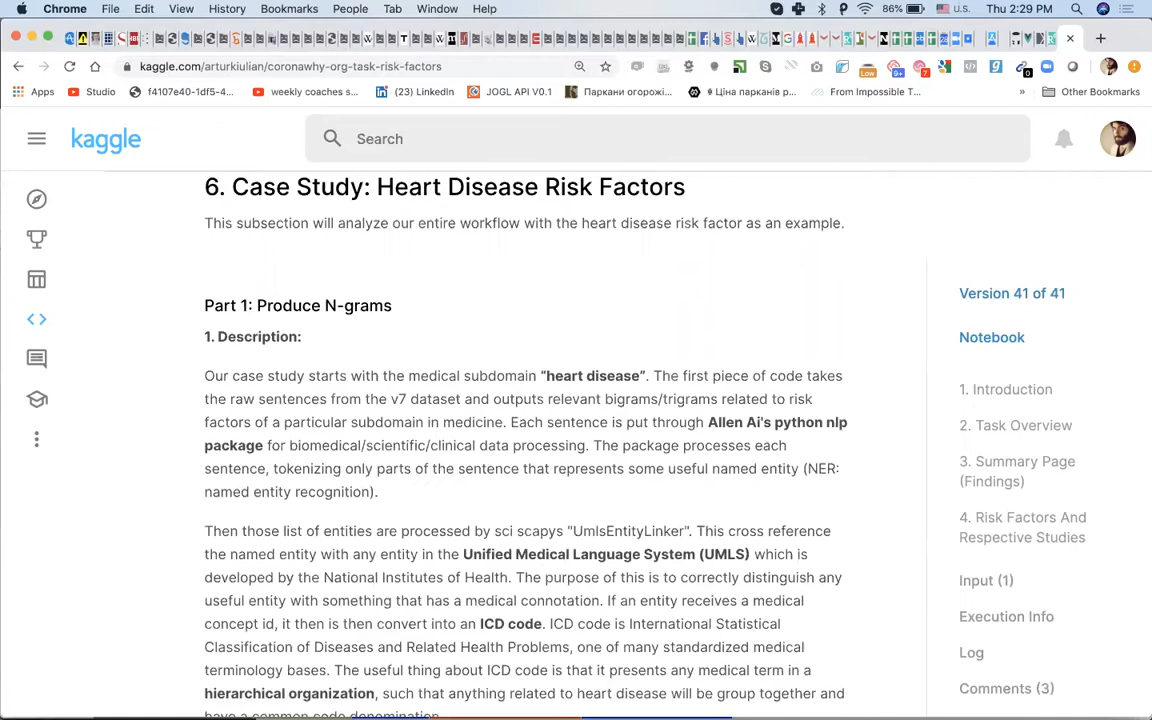 Chrome File Edit View History Bookmarks People Tab Window Help 86% U.S. Thu 2:29 PM
kaggle.com/arturkiulian/coronawhy-org-task-risk-factors
Apps Studio f4107e40-1df5-4... weekly coaches s... (23) LinkedIn JOGL API V0.1 Паркани огорожі... Ціна парканів р... From Impossible T... » Other Bookmarks
kaggle Search
6. Case Study: Heart Disease Risk Factors
This subsection will analyze our entire workflow with the heart disease risk factor as an example.
Part 1: Produce N-grams
1. Description:
Our case study starts with the medical subdomain “heart disease”. The first piece of code takes
the raw sentences from the v7 dataset and outputs relevant bigrams/trigrams related to risk
factors of a particular subdomain in medicine. Each sentence is put through Allen Ai's python nlp
package for biomedical/scientific/clinical data processing. The package processes each
sentence, tokenizing only parts of the sentence that represents some useful named entity (NER:
named entity recognition).
Then those list of entities are processed by sci scapys "UmlsEntityLinker". This cross reference
the named entity with any entity in the Unified Medical Language System (UMLS) which is
developed by the National Institutes of Health. The purpose of this is to correctly distinguish any
useful entity with something that has a medical connotation. If an entity receives a medical
concept id, it then is then convert into an ICD code. ICD code is International Statistical
Classification of Diseases and Related Health Problems, one of many standardized medical
terminology bases. The useful thing about ICD code is that it presents any medical term in a
hierarchical organization, such that anything related to heart disease will be group together and
have a common code denomination.
Version 41 of 41
Notebook
1. Introduction
2. Task Overview
3. Summary Page
(Findings)
4. Risk Factors And
Respective Studies
Input (1)
Execution Info
Log
Comments (3)